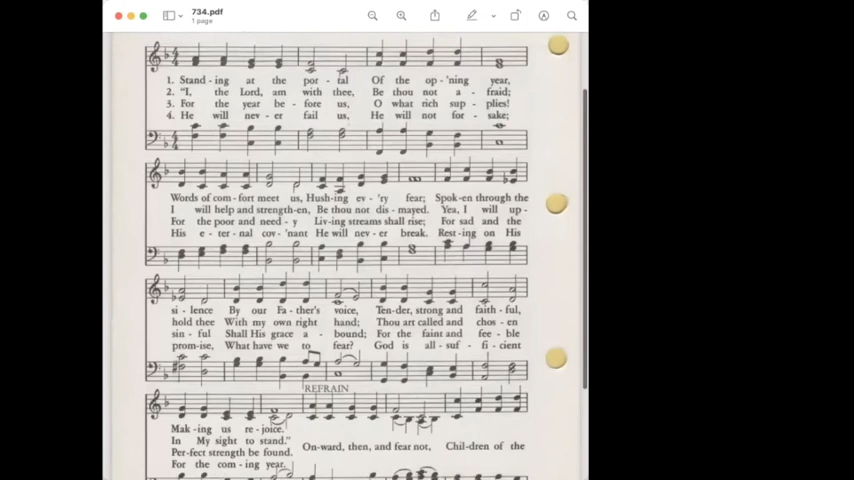 734.pdf
1 page
1. Stand - ing at the por - tal Of the op - 'ning year,
2. “I, the Lord, am with thee, Be thou not a - fraid;
3. For the year be - fore us, O what rich sup - plies!
4. He will nev - er fail us, He will not for - sake;
Words of com - fort meet us, Hush - ing ev - 'ry fear; Spok - en through the
I will help and strength - en, Be thou not dis - mayed. Yea, I will up -
For the poor and need - y Liv - ing streams shall rise; For sad and the
His e - ter - nal cov - 'nant He will nev - er break. Rest - ing on His
si - lence By our Fa - ther's voice, Ten - der, strong and faith - ful,
hold thee With my own right hand; Thou art called and chos - en
sin - ful Shall His grace a - bound; For the faint and fee - ble
prom - ise, What have we to fear? God is all - suf - fi - cient
REFRAIN
Mak - ing us re - joice.
In My sight to stand.”
Per - fect strength be found.
For the com - ing year.
On - ward, then, and fear not, Chil - dren of the